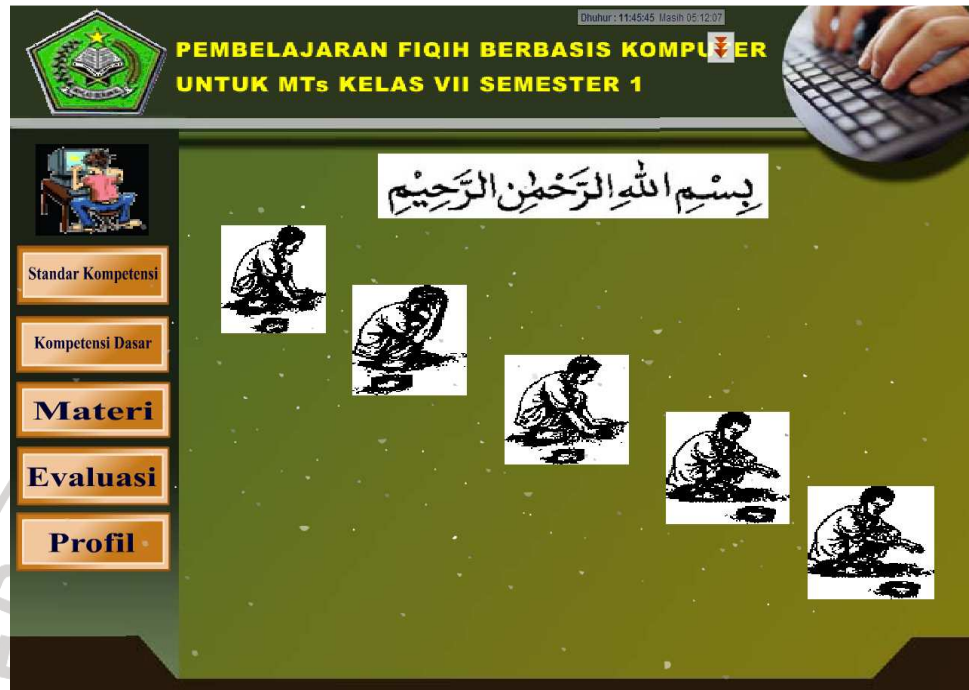 Dhuhur : 11:45:45 Masih 05:12:07
PEMBELAJARAN FIQIH BERBASIS KOMPUTER
UNTUK MTs KELAS VII SEMESTER 1
بِسْمِ اللهِ الرَّحْمٰنِ الرَّحِيْمِ
Standar Kompetensi
Kompetensi Dasar
Materi
Evaluasi
Profil